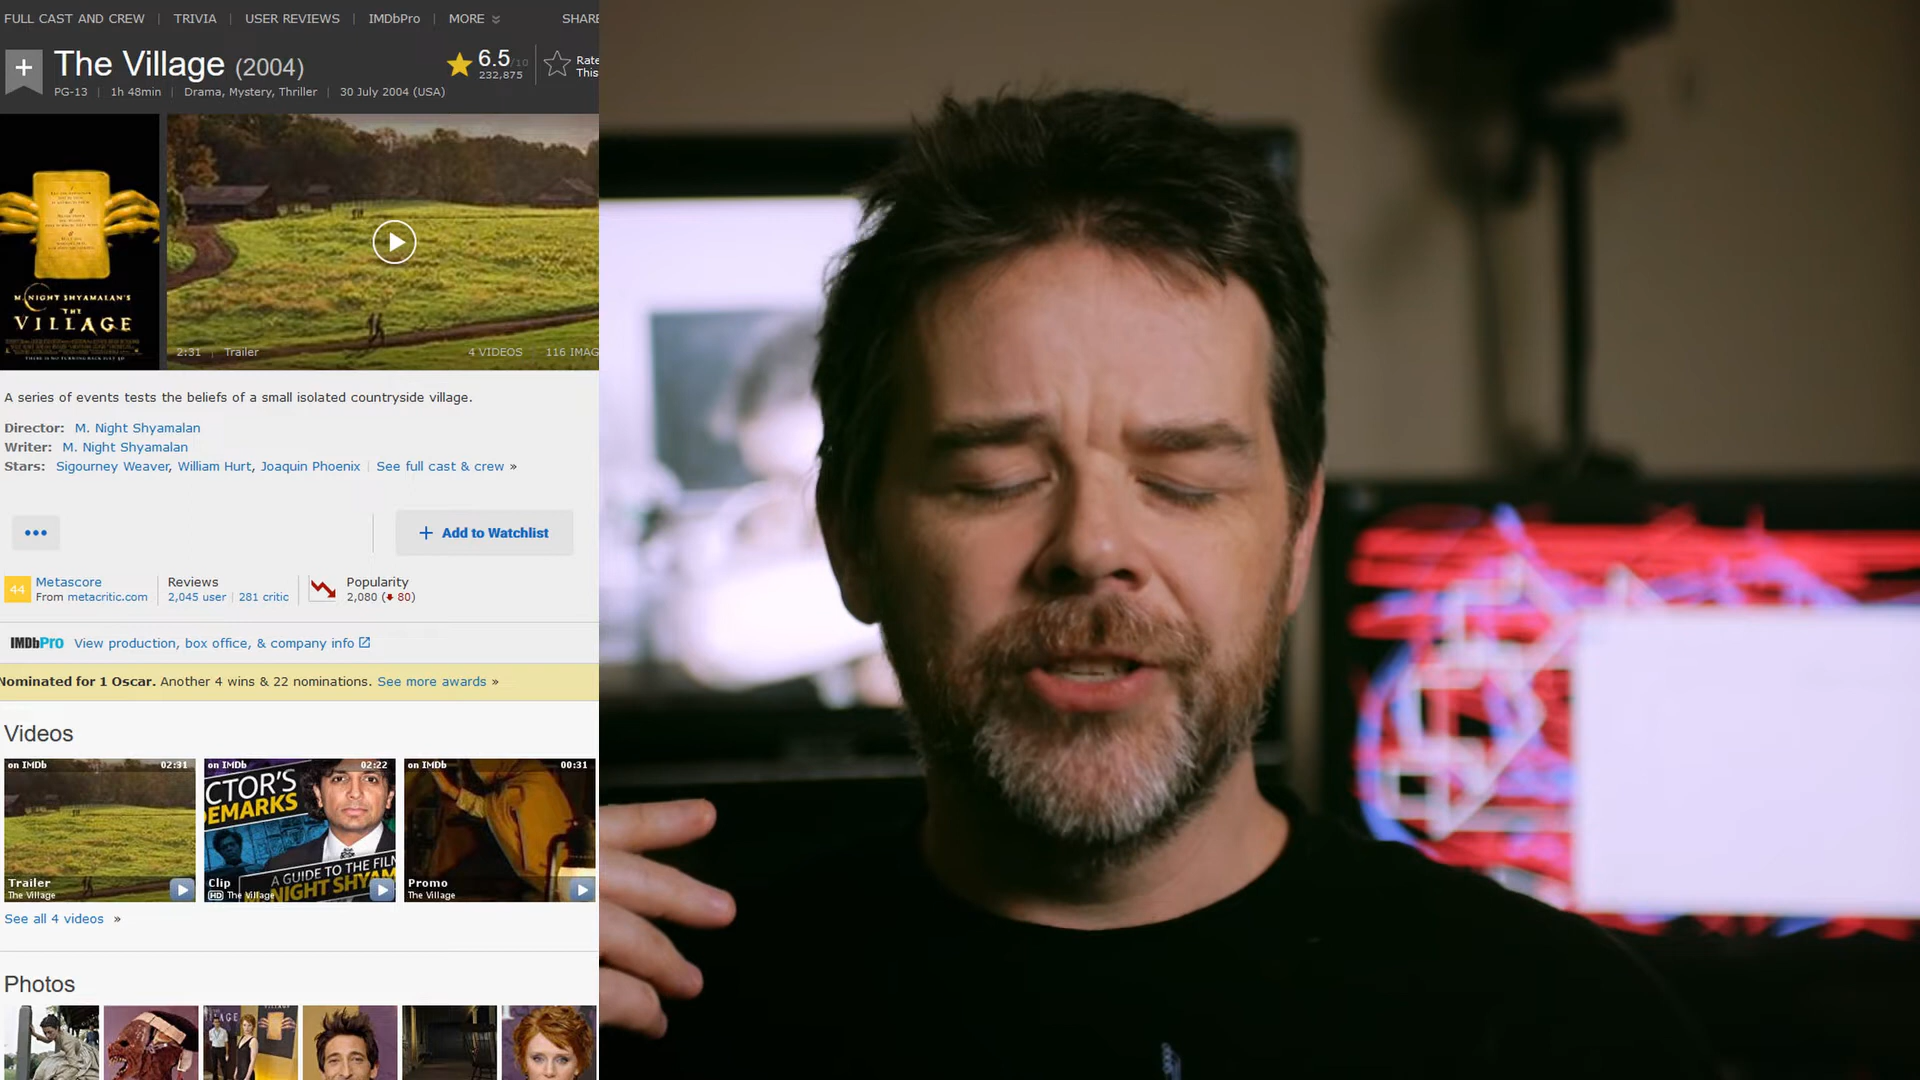 FULL CAST AND CREW | TRIVIA | USER REVIEWS | IMDbPro | MORE SHARE
The Village (2004)
6.5/10
232,875
Rate
This
PG-13 | 1h 48min | Drama, Mystery, Thriller | 30 July 2004 (USA)
M. NIGHT SHYAMALAN'S
THE
VILLAGE
2:31 | Trailer
4 VIDEOS
116 IMAG
A series of events tests the beliefs of a small isolated countryside village.
Director: M. Night Shyamalan
Writer: M. Night Shyamalan
Stars: Sigourney Weaver, William Hurt, Joaquin Phoenix | See full cast & crew »
+ Add to Watchlist
44
Metascore
From metacritic.com
Reviews
2,045 user | 281 critic
Popularity
2,080 (80)
IMDbPro View production, box office, & company info
Nominated for 1 Oscar. Another 4 wins & 22 nominations. See more awards »
Videos
on IMDb 02:31
Trailer
The Village
on IMDb 02:22
CTOR'S
EMARKS
A GUIDE TO THE FIL
NIGHT SHYAM
Clip
HD The Village
on IMDb 00:31
Promo
The Village
See all 4 videos »
Photos